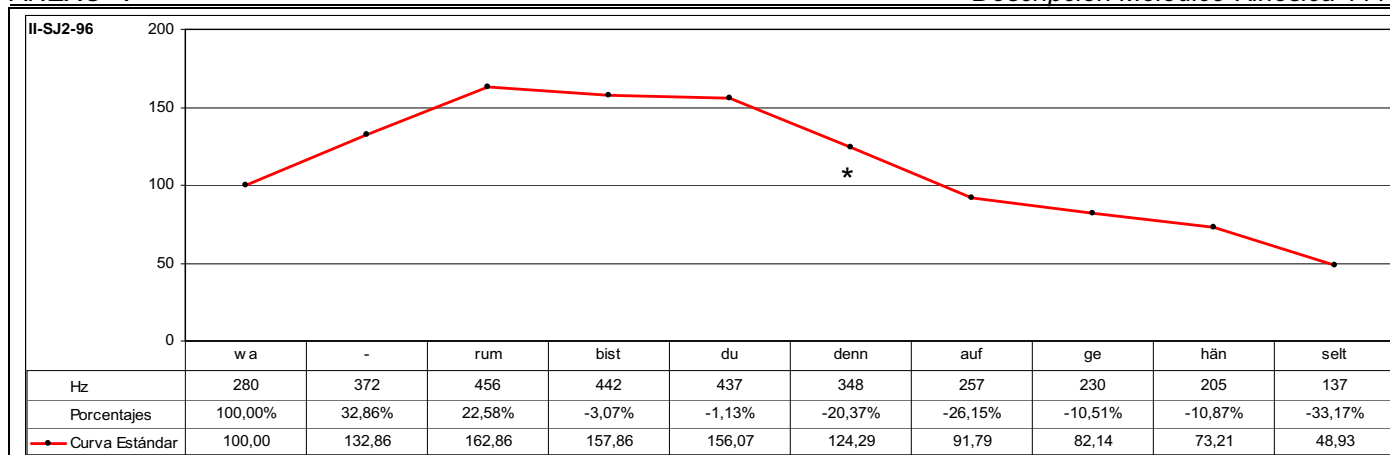 II-SJ2-96
200
150
100
*
50
0
wa - rum bist du denn auf ge hän selt
Hz 280 372 456 442 437 348 257 230 205 137
Porcentajes 100,00% 32,86% 22,58% -3,07% -1,13% -20,37% -26,15% -10,51% -10,87% -33,17%
Curva Estándar 100,00 132,86 162,86 157,86 156,07 124,29 91,79 82,14 73,21 48,93